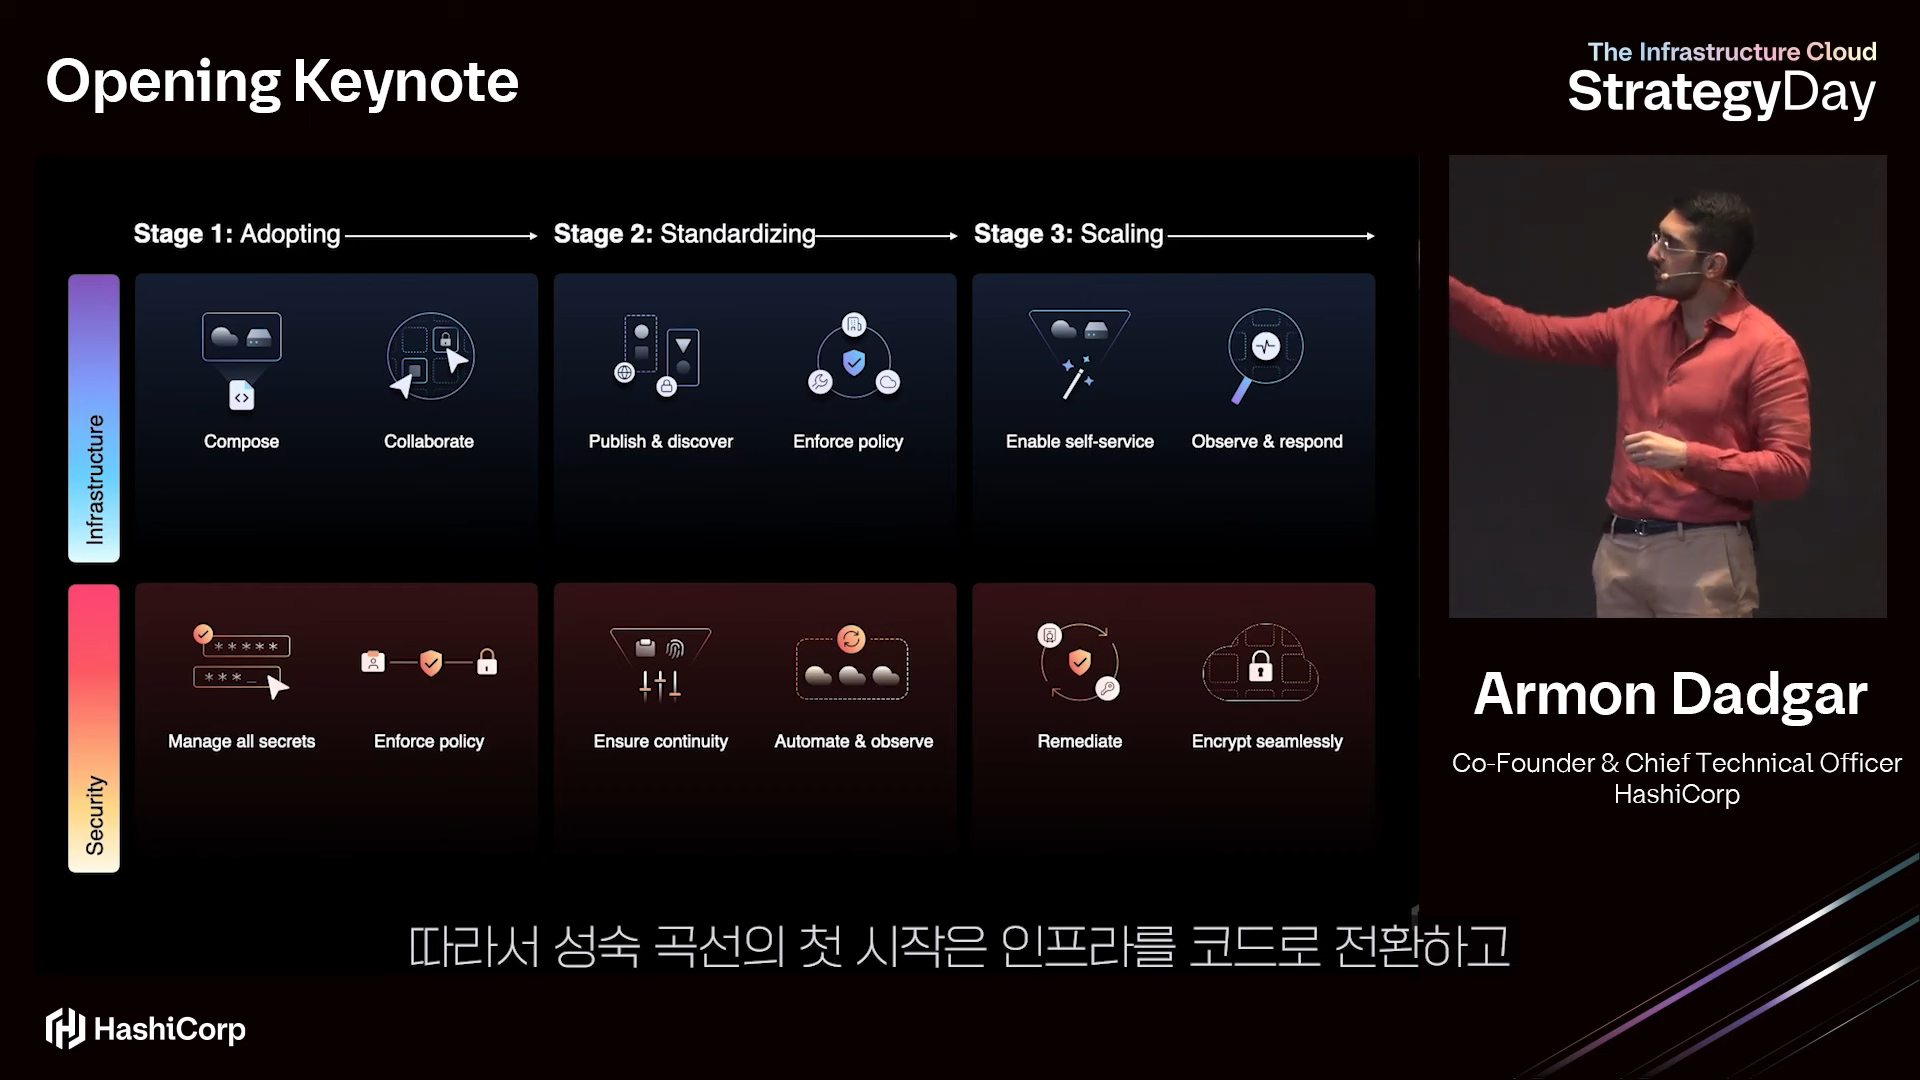 Opening Keynote
The Infrastructure Cloud
StrategyDay
Stage 1: Adopting
Stage 2: Standardizing
Stage 3: Scaling
Infrastructure
Compose
Collaborate
Publish & discover
Enforce policy
Enable self-service
Observe & respond
Security
*****
***_
Manage all secrets
Enforce policy
Ensure continuity
Automate & observe
Remediate
Encrypt seamlessly
Armon Dadgar
Co-Founder & Chief Technical Officer
HashiCorp
따라서 성숙 곡선의 첫 시작은 인프라를 코드로 전환하고
HashiCorp